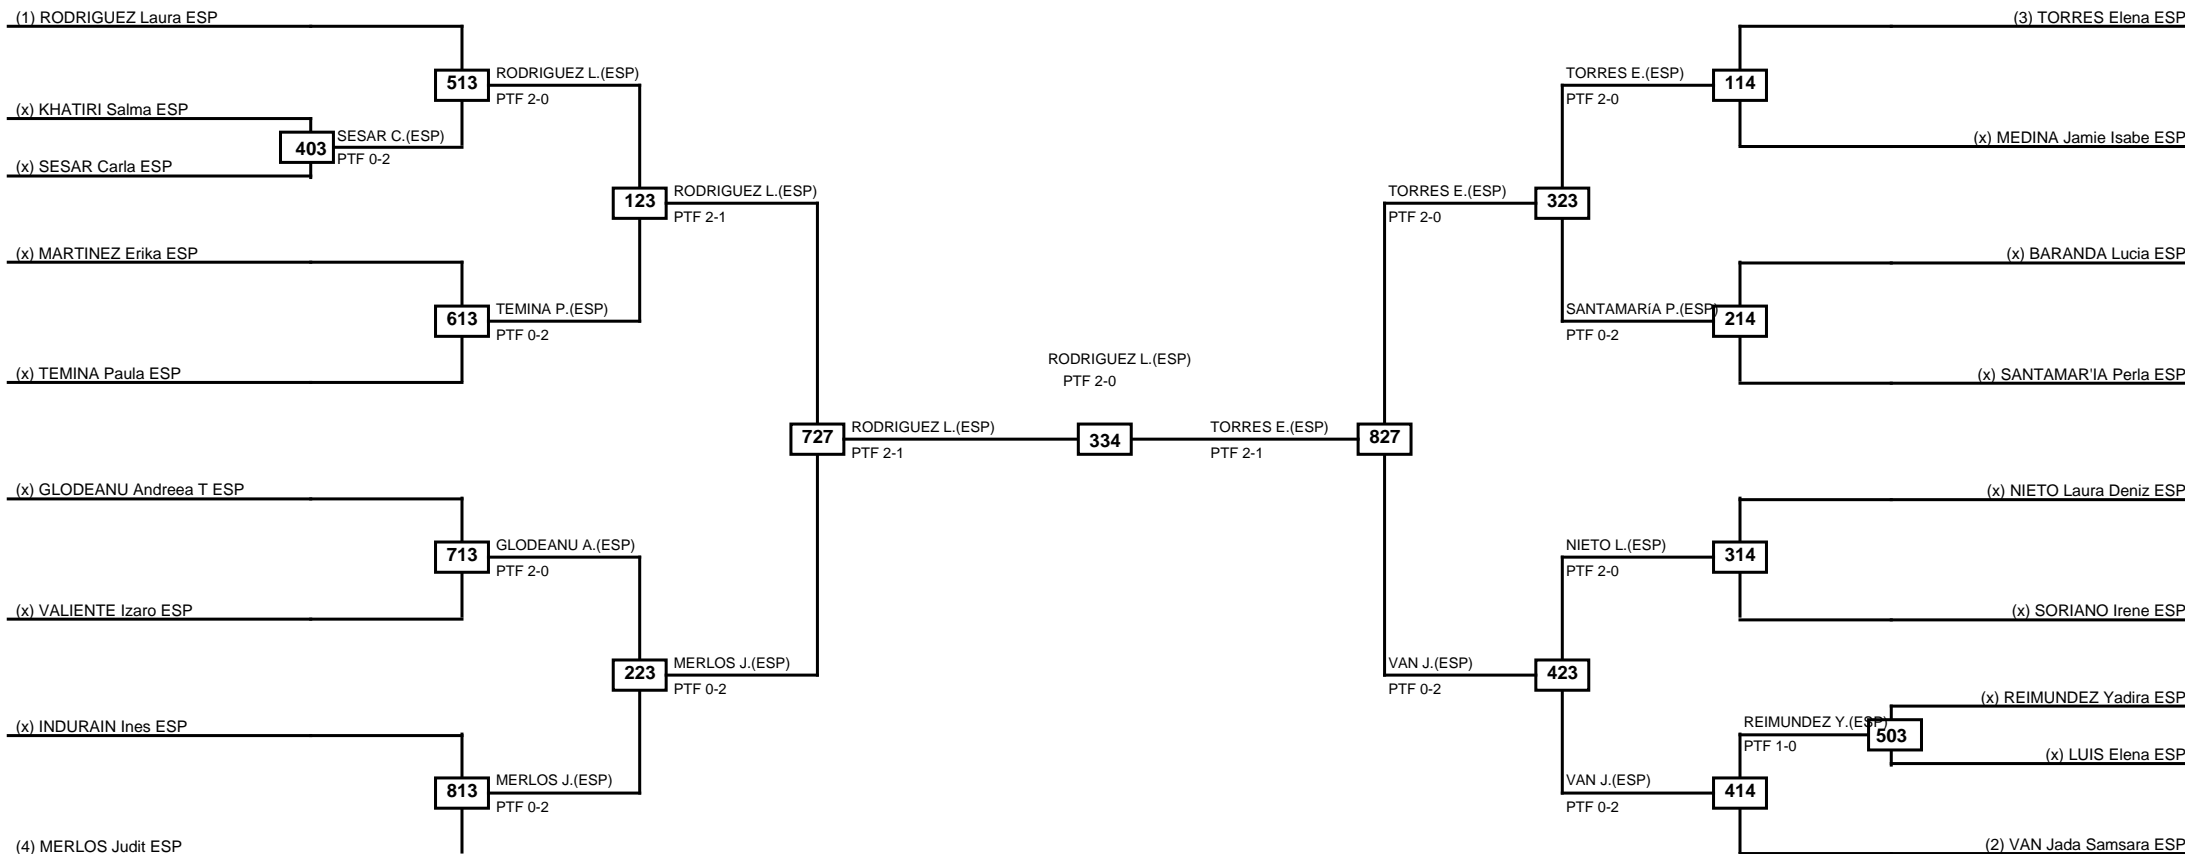 (1) RODRIGUEZ Laura ESP
(x) KHATIRI Salma ESP
(x) SESAR Carla ESP
(x) MARTINEZ Erika ESP
(x) TEMINA Paula ESP
(x) GLODEANU Andreea T ESP
(x) VALIENTE Izaro ESP
(x) INDURAIN Ines ESP
(4) MERLOS Judit ESP
403
SESAR C.(ESP)
PTF 0-2
513
RODRIGUEZ L.(ESP)
PTF 2-0
613
TEMINA P.(ESP)
PTF 0-2
713
GLODEANU A.(ESP)
PTF 2-0
813
MERLOS J.(ESP)
PTF 0-2
123
RODRIGUEZ L.(ESP)
PTF 2-1
223
MERLOS J.(ESP)
PTF 0-2
727
RODRIGUEZ L.(ESP)
PTF 2-1
RODRIGUEZ L.(ESP)
PTF 2-0
334
TORRES E.(ESP)
PTF 2-1
827
TORRES E.(ESP)
PTF 2-0
323
VAN J.(ESP)
PTF 0-2
423
TORRES E.(ESP)
PTF 2-0
114
SANTAMARíA P.(ESP)
PTF 0-2
214
NIETO L.(ESP)
PTF 2-0
314
VAN J.(ESP)
PTF 0-2
414
REIMUNDEZ Y.(ESP)
PTF 1-0
503
(3) TORRES Elena ESP
(x) MEDINA Jamie Isabe ESP
(x) BARANDA Lucia ESP
(x) SANTAMAR'IA Perla ESP
(x) NIETO Laura Deniz ESP
(x) SORIANO Irene ESP
(x) REIMUNDEZ Yadira ESP
(x) LUIS Elena ESP
(2) VAN Jada Samsara ESP